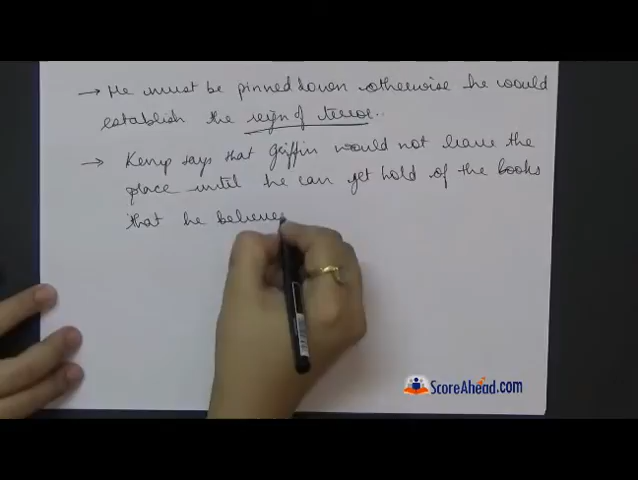 → He must be pinned down otherwise he would
establish the reign of terror..
→ Kemp says that Griffin would not leave the
place until he can get hold of the books
that he believes
ScoreAhead.com